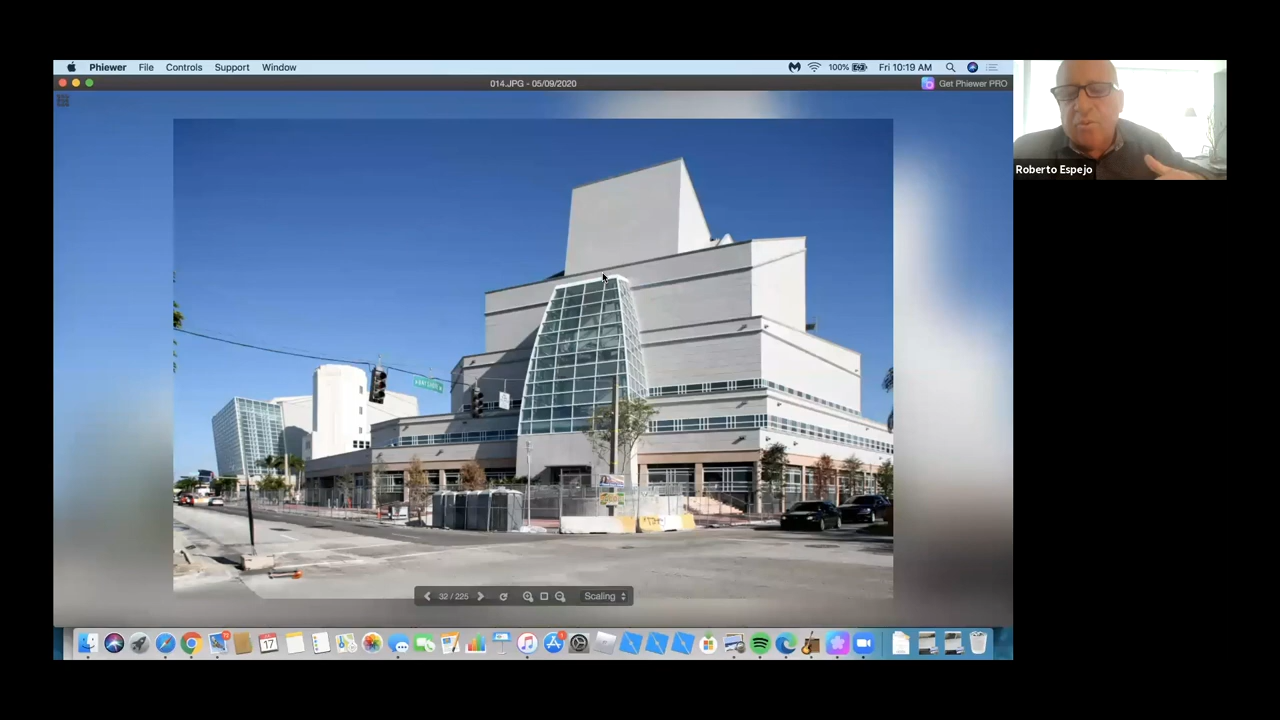 Phiewer File Controls Support Window 100% Fri 10:19 AM
014.JPG - 05/09/2020 Get Phiewer PRO
Roberto Espejo
32 / 225 Scaling
17